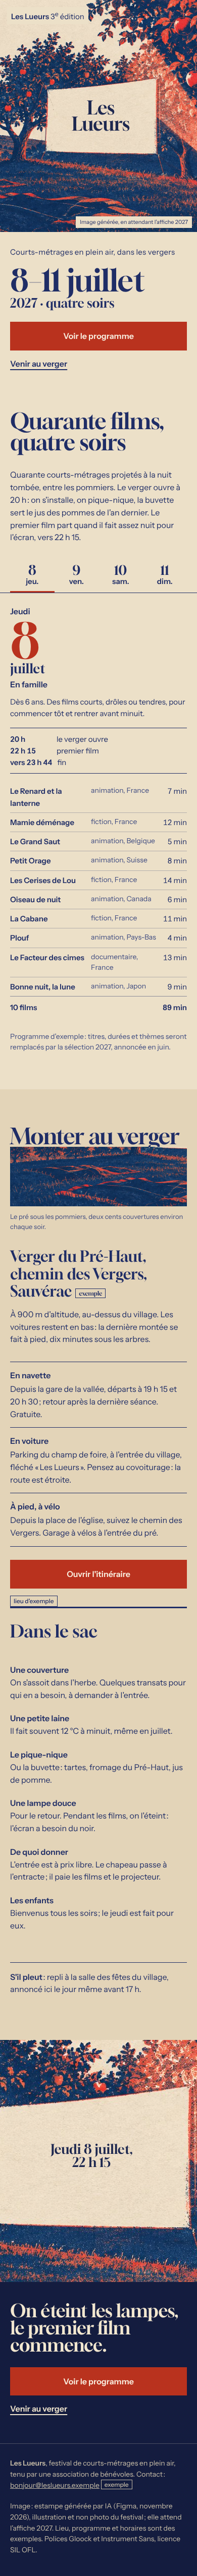 Les Lueurs 3e édition
Les
Lueurs
Image générée, en attendant l'affiche 2027
Courts-métrages en plein air, dans les vergers
8–11 juillet
2027 · quatre soirs
Voir le programme
Venir au verger
Quarante films,
quatre soirs
Quarante courts-métrages projetés à la nuit
tombée, entre les pommiers. Le verger ouvre à
20 h : on s'installe, on pique-nique, la buvette
sert le jus des pommes de l'an dernier. Le
premier film part quand il fait assez nuit pour
l'écran, vers 22 h 15.
8 9 10 11
jeu. ven. sam. dim.
Jeudi
8
juillet
En famille
Dès 6 ans. Des films courts, drôles ou tendres, pour
commencer tôt et rentrer avant minuit.
20 h le verger ouvre
22 h 15 premier film
vers 23 h 44 fin
Le Renard et la lanterne animation, France 7 min
Mamie déménage fiction, France 12 min
Le Grand Saut animation, Belgique 5 min
Petit Orage animation, Suisse 8 min
Les Cerises de Lou fiction, France 14 min
Oiseau de nuit animation, Canada 6 min
La Cabane fiction, France 11 min
Plouf animation, Pays-Bas 4 min
Le Facteur des cimes documentaire, France 13 min
Bonne nuit, la lune animation, Japon 9 min
10 films 89 min
Programme d'exemple : titres, durées et thèmes seront
remplacés par la sélection 2027, annoncée en juin.
Monter au verger
Le pré sous les pommiers, deux cents couvertures environ
chaque soir.
Verger du Pré-Haut,
chemin des Vergers,
Sauvérac exemple
À 900 m d'altitude, au-dessus du village. Les
voitures restent en bas : la dernière montée se
fait à pied, dix minutes sous les arbres.
En navette
Depuis la gare de la vallée, départs à 19 h 15 et
20 h 30 ; retour après la dernière séance.
Gratuite.
En voiture
Parking du champ de foire, à l'entrée du village,
fléché « Les Lueurs ». Pensez au covoiturage : la
route est étroite.
À pied, à vélo
Depuis la place de l'église, suivez le chemin des
Vergers. Garage à vélos à l'entrée du pré.
Ouvrir l'itinéraire
lieu d'exemple
Dans le sac
Une couverture
On s'assoit dans l'herbe. Quelques transats pour
qui en a besoin, à demander à l'entrée.
Une petite laine
Il fait souvent 12 °C à minuit, même en juillet.
Le pique-nique
Ou la buvette : tartes, fromage du Pré-Haut, jus
de pomme.
Une lampe douce
Pour le retour. Pendant les films, on l'éteint :
l'écran a besoin du noir.
De quoi donner
L'entrée est à prix libre. Le chapeau passe à
l'entracte ; il paie les films et le projecteur.
Les enfants
Bienvenus tous les soirs ; le jeudi est fait pour
eux.
S'il pleut : repli à la salle des fêtes du village,
annoncé ici le jour même avant 17 h.
Jeudi 8 juillet,
22 h 15
On éteint les lampes,
le premier film
commence.
Voir le programme
Venir au verger
Les Lueurs, festival de courts-métrages en plein air,
tenu par une association de bénévoles. Contact :
bonjour@leslueurs.exemple exemple
Image : estampe générée par IA (Figma, novembre
2026), illustration et non photo du festival ; elle attend
l'affiche 2027. Lieu, programme et horaires sont des
exemples. Polices Gloock et Instrument Sans, licence
SIL OFL.